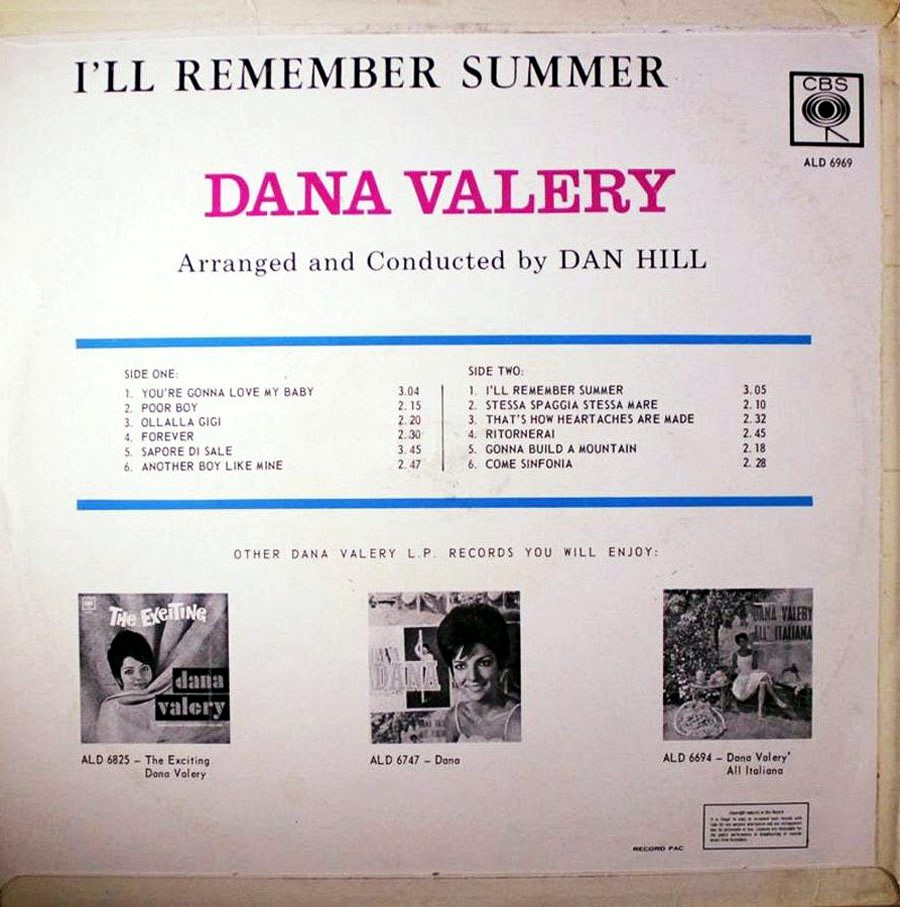 I'LL REMEMBER SUMMER
CBS
ALD 6969
DANA VALERY
Arranged and Conducted by DAN HILL
SIDE ONE:
1. YOU'RE GONNA LOVE MY BABY 3.04
2. POOR BOY 2.15
3. OLLALLA GIGI 2.20
4. FOREVER 2.30
5. SAPORE DI SALE 3.45
6. ANOTHER BOY LIKE MINE 2.47
SIDE TWO:
1. I'LL REMEMBER SUMMER 3.05
2. STESSA SPAGGIA STESSA MARE 2.10
3. THAT'S HOW HEARTACHES ARE MADE 2.32
4. RITORNERAI 2.45
5. GONNA BUILD A MOUNTAIN 2.18
6. COME SINFONIA 2.28
OTHER DANA VALERY L.P. RECORDS YOU WILL ENJOY:
THE EXCITING
dana
valery
DANA
DANA VALERY
ALL' ITALIANA
ALD 6825 – The Exciting
Dana Valery
ALD 6747 – Dana
ALD 6694 – Dana Valery'
All Italiana
RECORD PAC